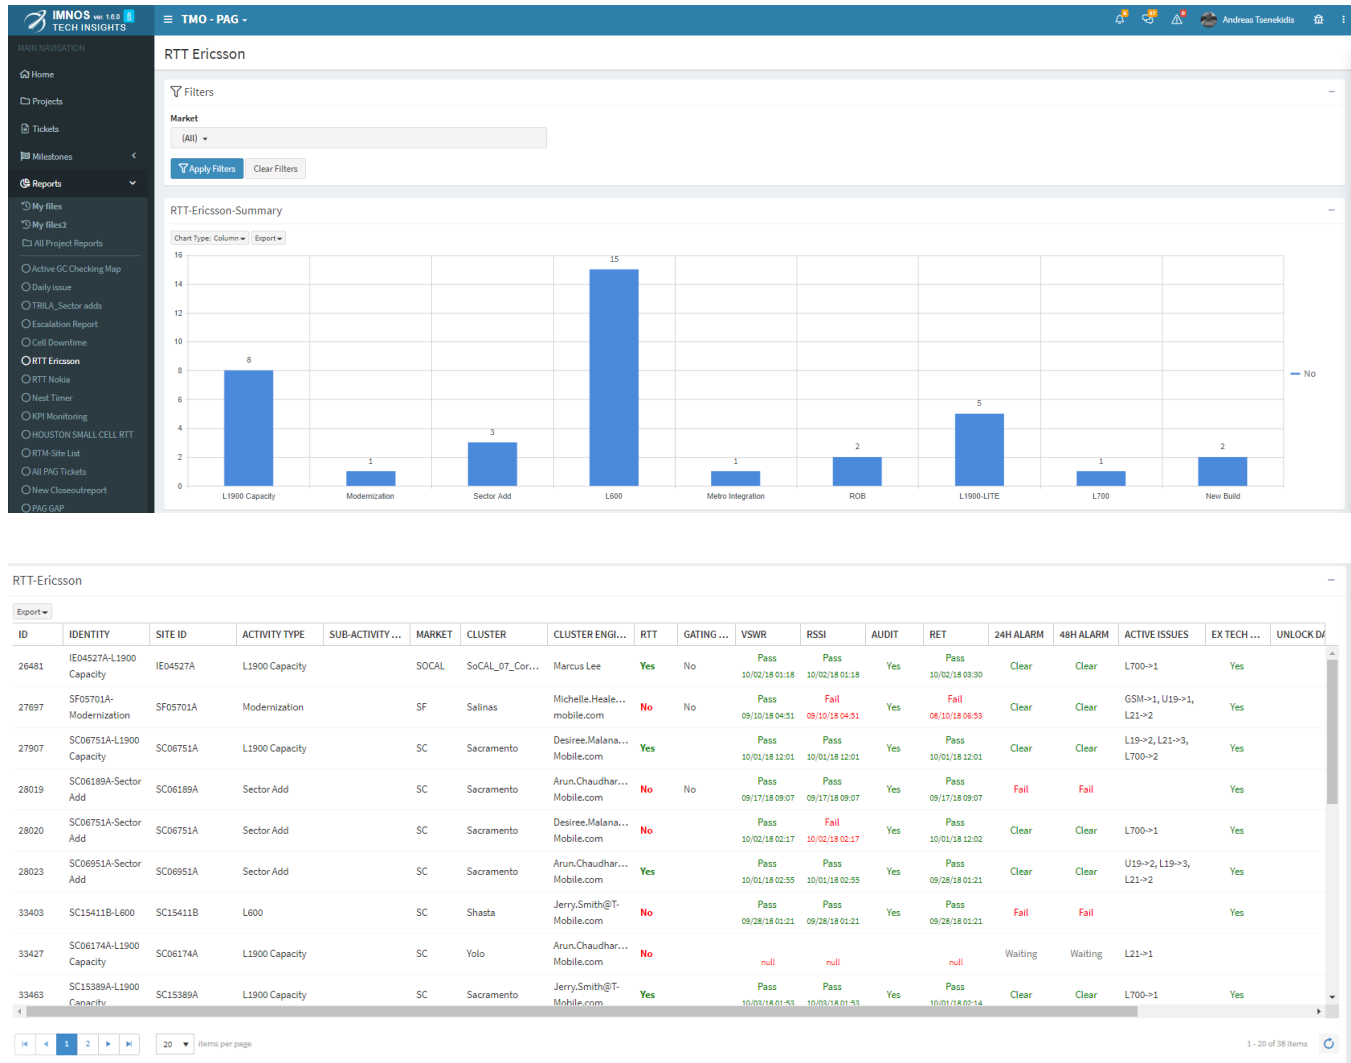 IMNOS ver. 1.6.0
TECH INSIGHTS
TMO - PAG
Andreas Tsenekidis
MAIN NAVIGATION
Home
Projects
Tickets
Milestones
Reports
My files
My files2
All Project Reports
Active GC Checking Map
Daily issue
TRILA_Sector adds
Escalation Report
Cell Downtime
RTT Ericsson
RTT Nokia
Nest Timer
KPI Monitoring
HOUSTON SMALL CELL RTT
RTM-Site List
All PAG Tickets
New Closeoutreport
PAG GAP
RTT Ericsson
Filters
Market
(All)
Apply Filters Clear Filters
RTT-Ericsson-Summary
Chart Type: Column Export
16
14
12
10
8
6
4
2
0
8
1
3
15
1
2
5
1
2
L1900 Capacity Modernization Sector Add L600 Metro Integration ROB L1900-LITE L700 New Build
No
RTT-Ericsson
Export
ID IDENTITY SITE ID ACTIVITY TYPE SUB-ACTIVITY ... MARKET CLUSTER CLUSTER ENGI... RTT GATING ... VSWR RSSI AUDIT RET 24H ALARM 48H ALARM ACTIVE ISSUES EX TECH ... UNLOCK DA
26481 IE04527A-L1900 Capacity IE04527A L1900 Capacity SOCAL SoCAL_07_Cor... Marcus Lee Yes No Pass 10/02/18 01:18 Pass 10/02/18 01:18 Yes Pass 10/02/18 03:30 Clear Clear L700->1 Yes
27697 SF05701A-Modernization SF05701A Modernization SF Salinas Michelle.Heale... mobile.com No No Pass 09/10/18 04:51 Fail 09/10/18 04:51 Yes Fail 08/10/18 06:53 Clear Clear GSM->1, U19->1, L21->2 Yes
27907 SC06751A-L1900 Capacity SC06751A L1900 Capacity SC Sacramento Desiree.Malana... Mobile.com Yes Pass 10/01/18 12:01 Pass 10/01/18 12:01 Yes Pass 10/01/18 12:01 Clear Clear L19->2, L21->3, L700->2 Yes
28019 SC06189A-Sector Add SC06189A Sector Add SC Sacramento Arun.Chaudhar... Mobile.com No No Pass 09/17/18 09:07 Pass 09/17/18 09:07 Yes Pass 09/17/18 09:07 Fail Fail Yes
28020 SC06751A-Sector Add SC06751A Sector Add SC Sacramento Desiree.Malana... Mobile.com No Pass 10/02/18 02:17 Fail 10/02/18 02:17 Yes Pass 10/01/18 12:02 Clear Clear L700->1 Yes
28023 SC06951A-Sector Add SC06951A Sector Add SC Sacramento Arun.Chaudhar... Mobile.com Yes Pass 10/01/18 02:55 Pass 10/01/18 02:55 Yes Pass 09/28/18 01:21 Clear Clear U19->2, L19->3, L21->2 Yes
33403 SC15411B-L600 SC15411B L600 SC Shasta Jerry.Smith@T-Mobile.com No Pass 09/28/18 01:21 Pass 09/28/18 01:21 Yes Pass 09/28/18 01:21 Fail Fail Yes
33427 SC06174A-L1900 Capacity SC06174A L1900 Capacity SC Yolo Arun.Chaudhar... Mobile.com No null null null Waiting Waiting L21->1
33463 SC15389A-L1900 Capacity SC15389A L1900 Capacity SC Sacramento Jerry.Smith@T-Mobile.com Yes Pass 10/03/18 01:53 Pass 10/03/18 01:53 Yes Pass 10/01/18 02:14 Clear Clear L700->1 Yes
1 2 20 items per page 1 - 20 of 38 items